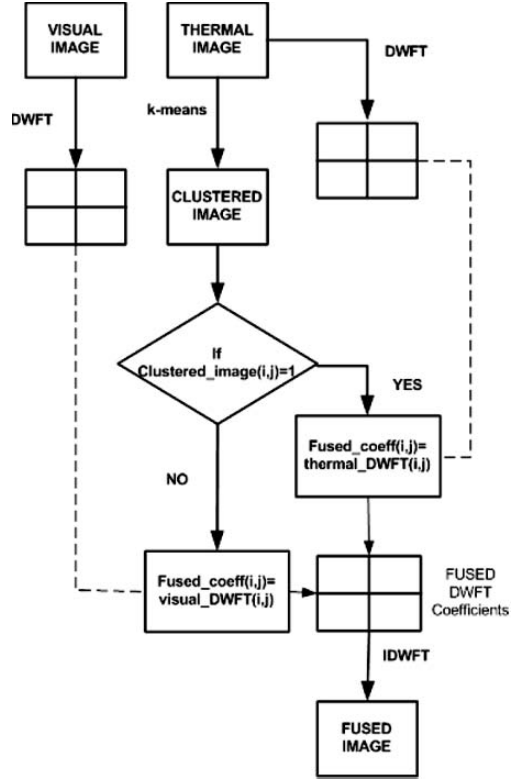 VISUAL
IMAGE
THERMAL
IMAGE
DWFT
DWFT
k-means
CLUSTERED
IMAGE
If
Clustered_image(i,j)=1
YES
Fused_coeff(i,j)=
thermal_DWFT(i,j)
NO
Fused_coeff(i,j)=
visual_DWFT(i,j)
FUSED
DWFT
Coefficients
IDWFT
FUSED
IMAGE